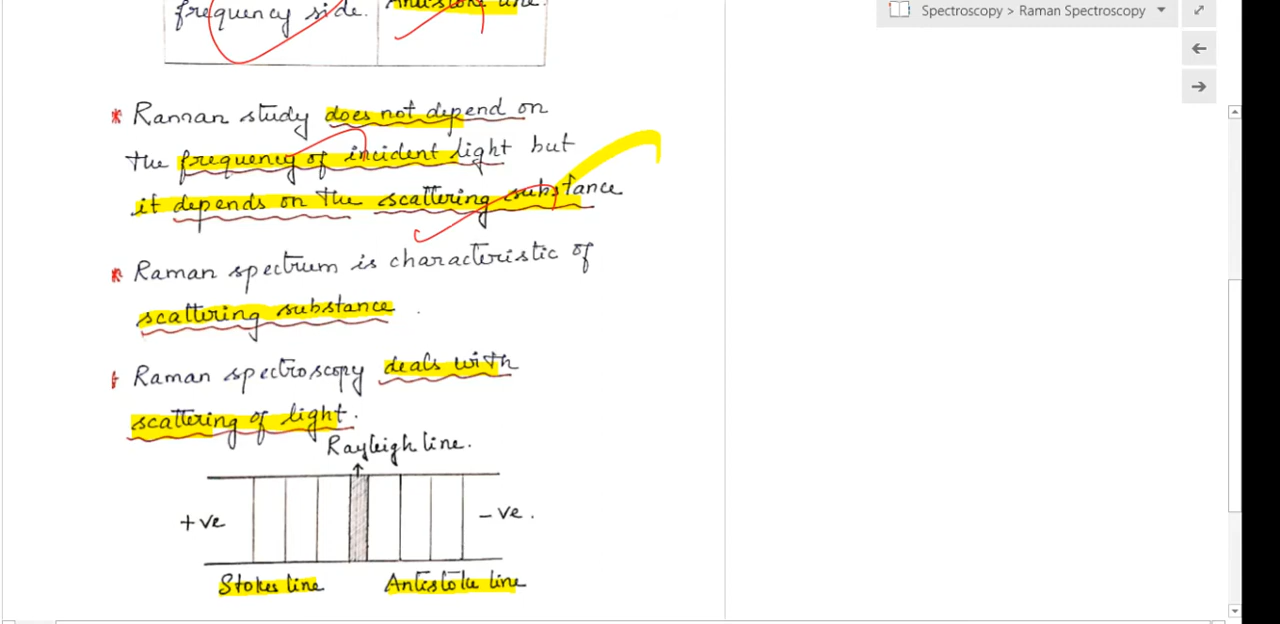 Spectroscopy > Raman Spectroscopy
frequency side. Antistoke line.
* Raman study does not depend on
the frequency of incident light but
it depends on the scattering substance
* Raman spectrum is characteristic of
scattering substance.
* Raman spectroscopy deals with
scattering of light.
Rayleigh line.
+ve -ve.
Stokes line Antistoke line